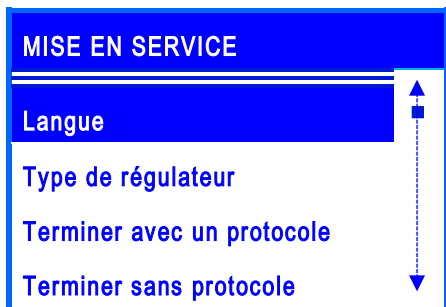 MISE EN SERVICE
Langue
Type de régulateur
Terminer avec un protocole
Terminer sans protocole